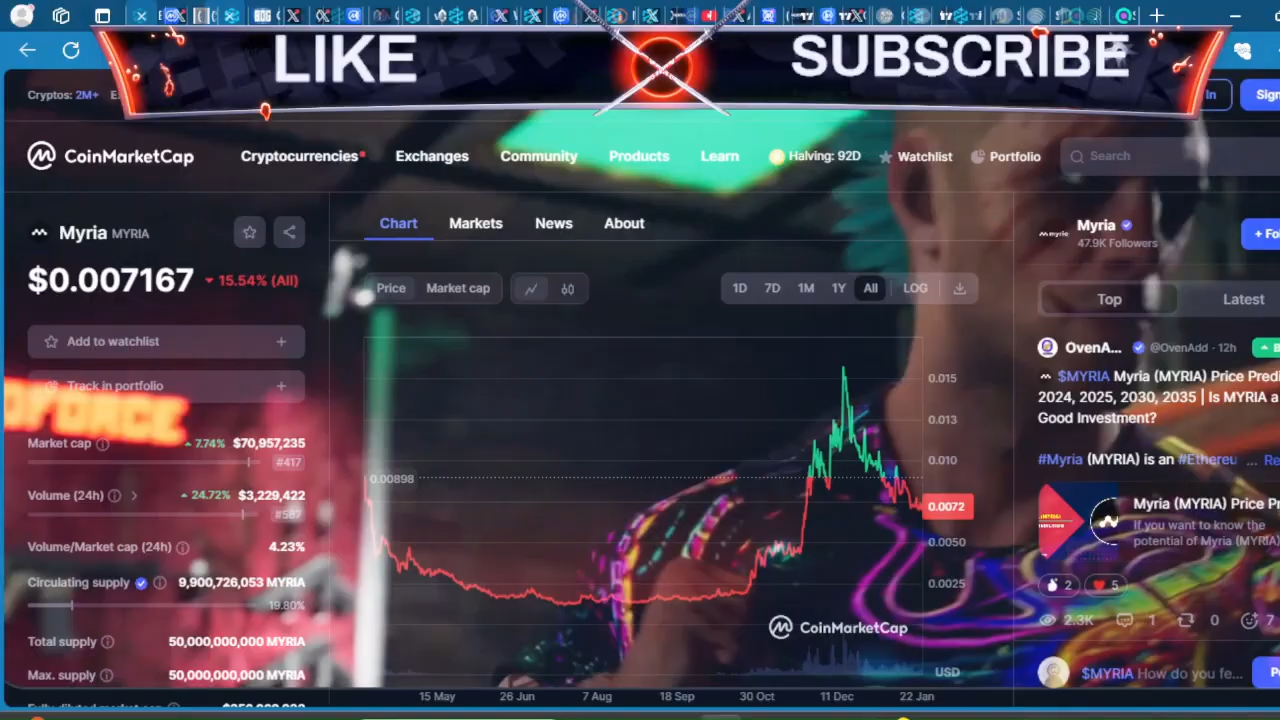 LIKE
SUBSCRIBE
Cryptos: 2M+
In
Sign
CoinMarketCap
Cryptocurrencies
Exchanges
Community
Products
Learn
Halving: 92D
Watchlist
Portfolio
Search
Myria MYRIA
$0.007167
15.54% (All)
Add to watchlist
Track in portfolio
Market cap
7.74% $70,957,235
#417
Volume (24h)
24.72% $3,229,422
#587
Volume/Market cap (24h)
4.23%
Circulating supply
9,900,726,053 MYRIA
19.80%
Total supply
50,000,000,000 MYRIA
Max. supply
50,000,000,000 MYRIA
Chart
Markets
News
About
Price
Market cap
1D
7D
1M
1Y
All
LOG
0.00898
0.015
0.013
0.010
0.0072
0.0050
0.0025
CoinMarketCap
USD
15 May
26 Jun
7 Aug
18 Sep
30 Oct
11 Dec
22 Jan
Myria
47.9K Followers
+ Fo
Top
Latest
OvenA...
@OvenAdd · 12h
$MYRIA Myria (MYRIA) Price Predi
2024, 2025, 2030, 2035 | Is MYRIA a
Good Investment?
#Myria (MYRIA) is an #Ethereu ... Re
Myria (MYRIA) Price P
If you want to know the
potential of Myria (MYRIA)
2
5
2.3K
1
0
7
$MYRIA How do you fe...